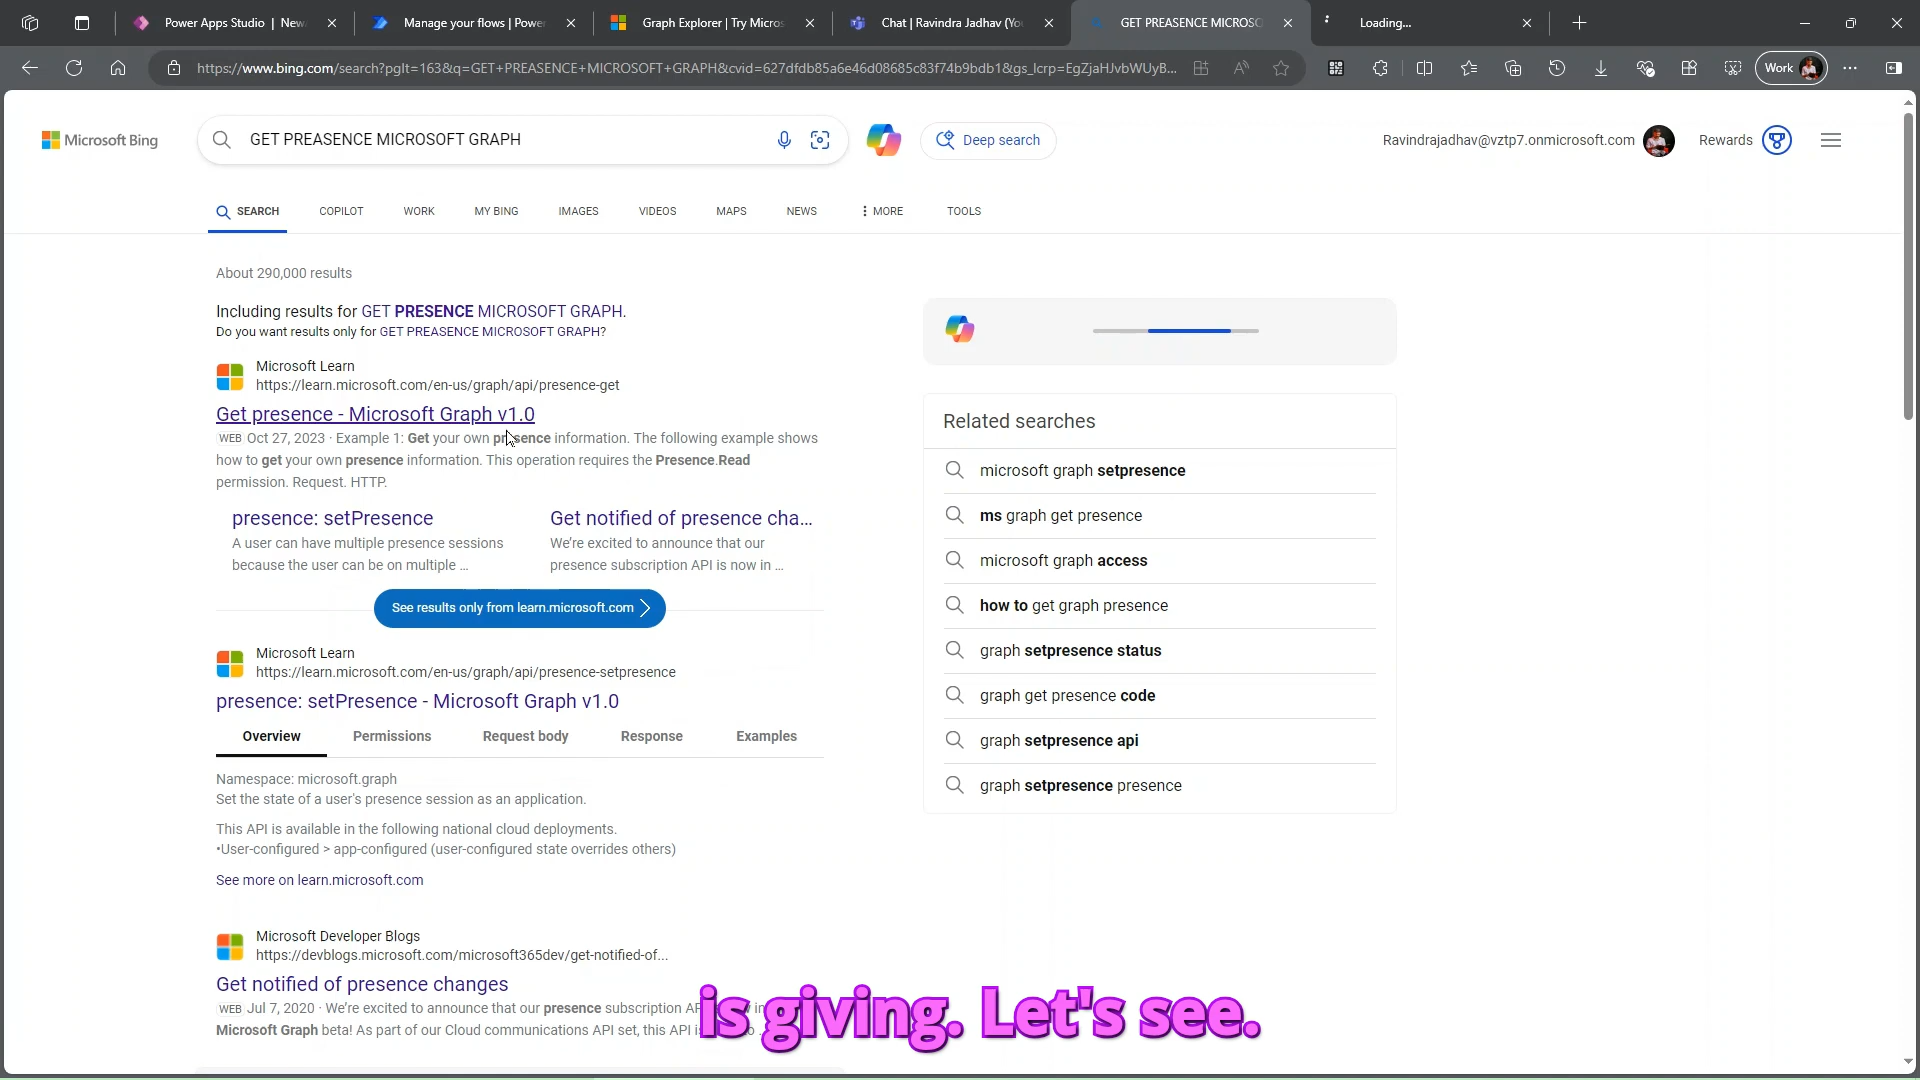 Power Apps Studio | New
Manage your flows | Power
Graph Explorer | Try Micros
Chat | Ravindra Jadhav (You
GET PREASENCE MICROSO
Loading...
https://www.bing.com/search?pglt=163&q=GET+PREASENCE+MICROSOFT+GRAPH&cvid=627dfdb85a6e46d08685c83f74b9bdb1&gs_lcrp=EgZjaHJvbWUyB...
Work
Microsoft Bing
GET PREASENCE MICROSOFT GRAPH
Deep search
Ravindrajadhav@vztp7.onmicrosoft.com
Rewards
SEARCH
COPILOT
WORK
MY BING
IMAGES
VIDEOS
MAPS
NEWS
MORE
TOOLS
About 290,000 results
Including results for GET PRESENCE MICROSOFT GRAPH.
Do you want results only for GET PREASENCE MICROSOFT GRAPH?
Microsoft Learn
https://learn.microsoft.com/en-us/graph/api/presence-get
Get presence - Microsoft Graph v1.0
WEB Oct 27, 2023 · Example 1: Get your own presence information. The following example shows
how to get your own presence information. This operation requires the Presence.Read
permission. Request. HTTP.
presence: setPresence
A user can have multiple presence sessions
because the user can be on multiple ...
Get notified of presence cha...
We're excited to announce that our
presence subscription API is now in ...
See results only from learn.microsoft.com
Microsoft Learn
https://learn.microsoft.com/en-us/graph/api/presence-setpresence
presence: setPresence - Microsoft Graph v1.0
Overview
Permissions
Request body
Response
Examples
Namespace: microsoft.graph
Set the state of a user's presence session as an application.
This API is available in the following national cloud deployments.
•User-configured > app-configured (user-configured state overrides others)
See more on learn.microsoft.com
Microsoft Developer Blogs
https://devblogs.microsoft.com/microsoft365dev/get-notified-of...
Get notified of presence changes
WEB Jul 7, 2020 · We're excited to announce that our presence subscription AP
Microsoft Graph beta! As part of our Cloud communications API set, this API i
Related searches
microsoft graph setpresence
ms graph get presence
microsoft graph access
how to get graph presence
graph setpresence status
graph get presence code
graph setpresence api
graph setpresence presence
is giving. Let's see.